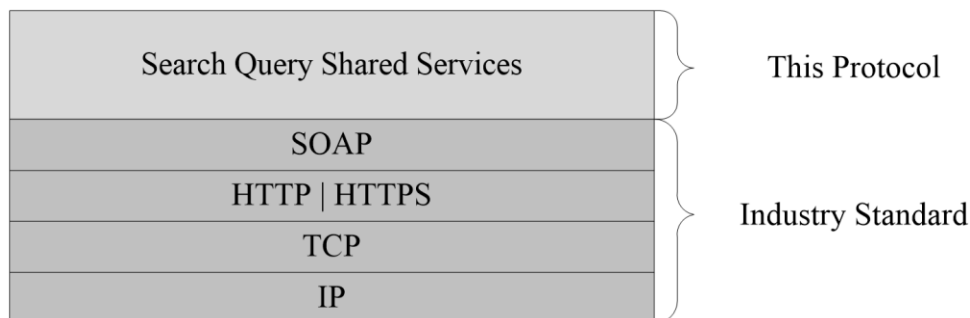 Search Query Shared Services
This Protocol
SOAP
HTTP | HTTPS
TCP
IP
Industry Standard